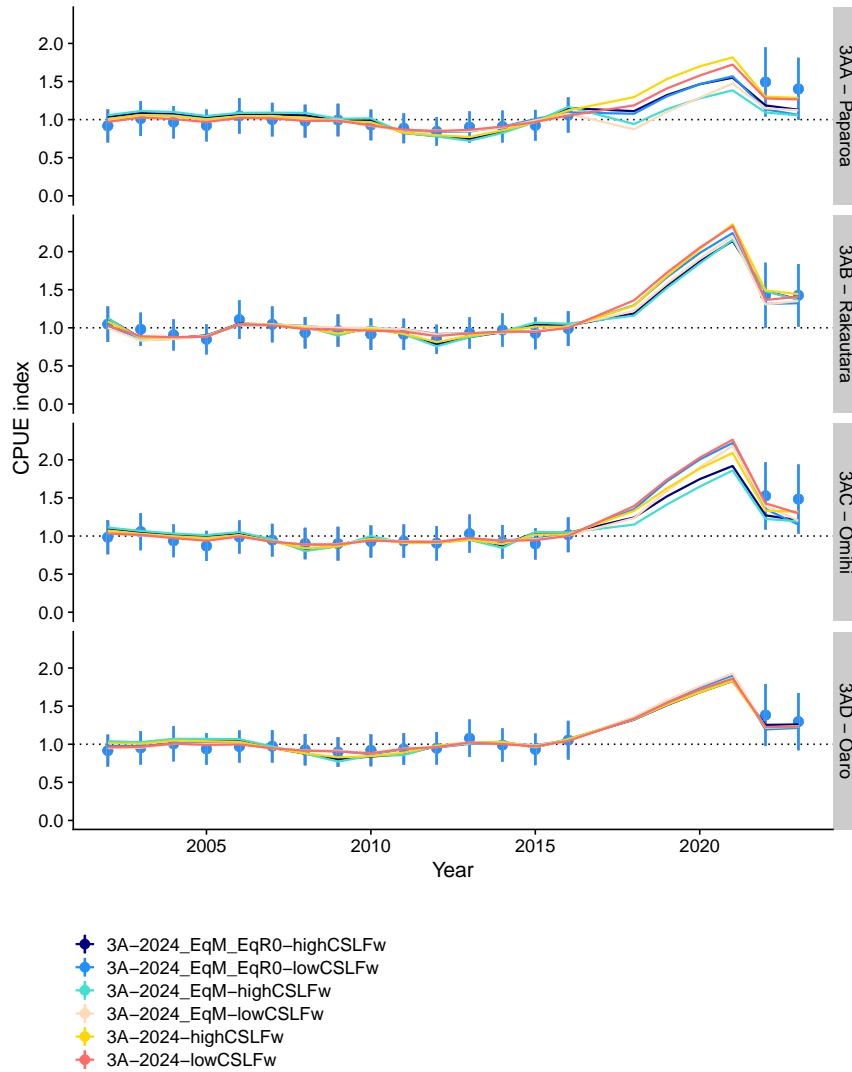 2.0
1.5
1.0
0.5
0.0
3AA − Paparoa
2.0
1.5
1.0
0.5
0.0
3AB − Rakautara
CPUE index
2.0
1.5
1.0
0.5
0.0
3AC − Omihi
2.0
1.5
1.0
0.5
0.0
3AD − Oaro
2005 2010 2015 2020
Year
3A−2024_EqM_EqR0−highCSLFw
3A−2024_EqM_EqR0−lowCSLFw
3A−2024_EqM−highCSLFw
3A−2024_EqM−lowCSLFw
3A−2024−highCSLFw
3A−2024−lowCSLFw